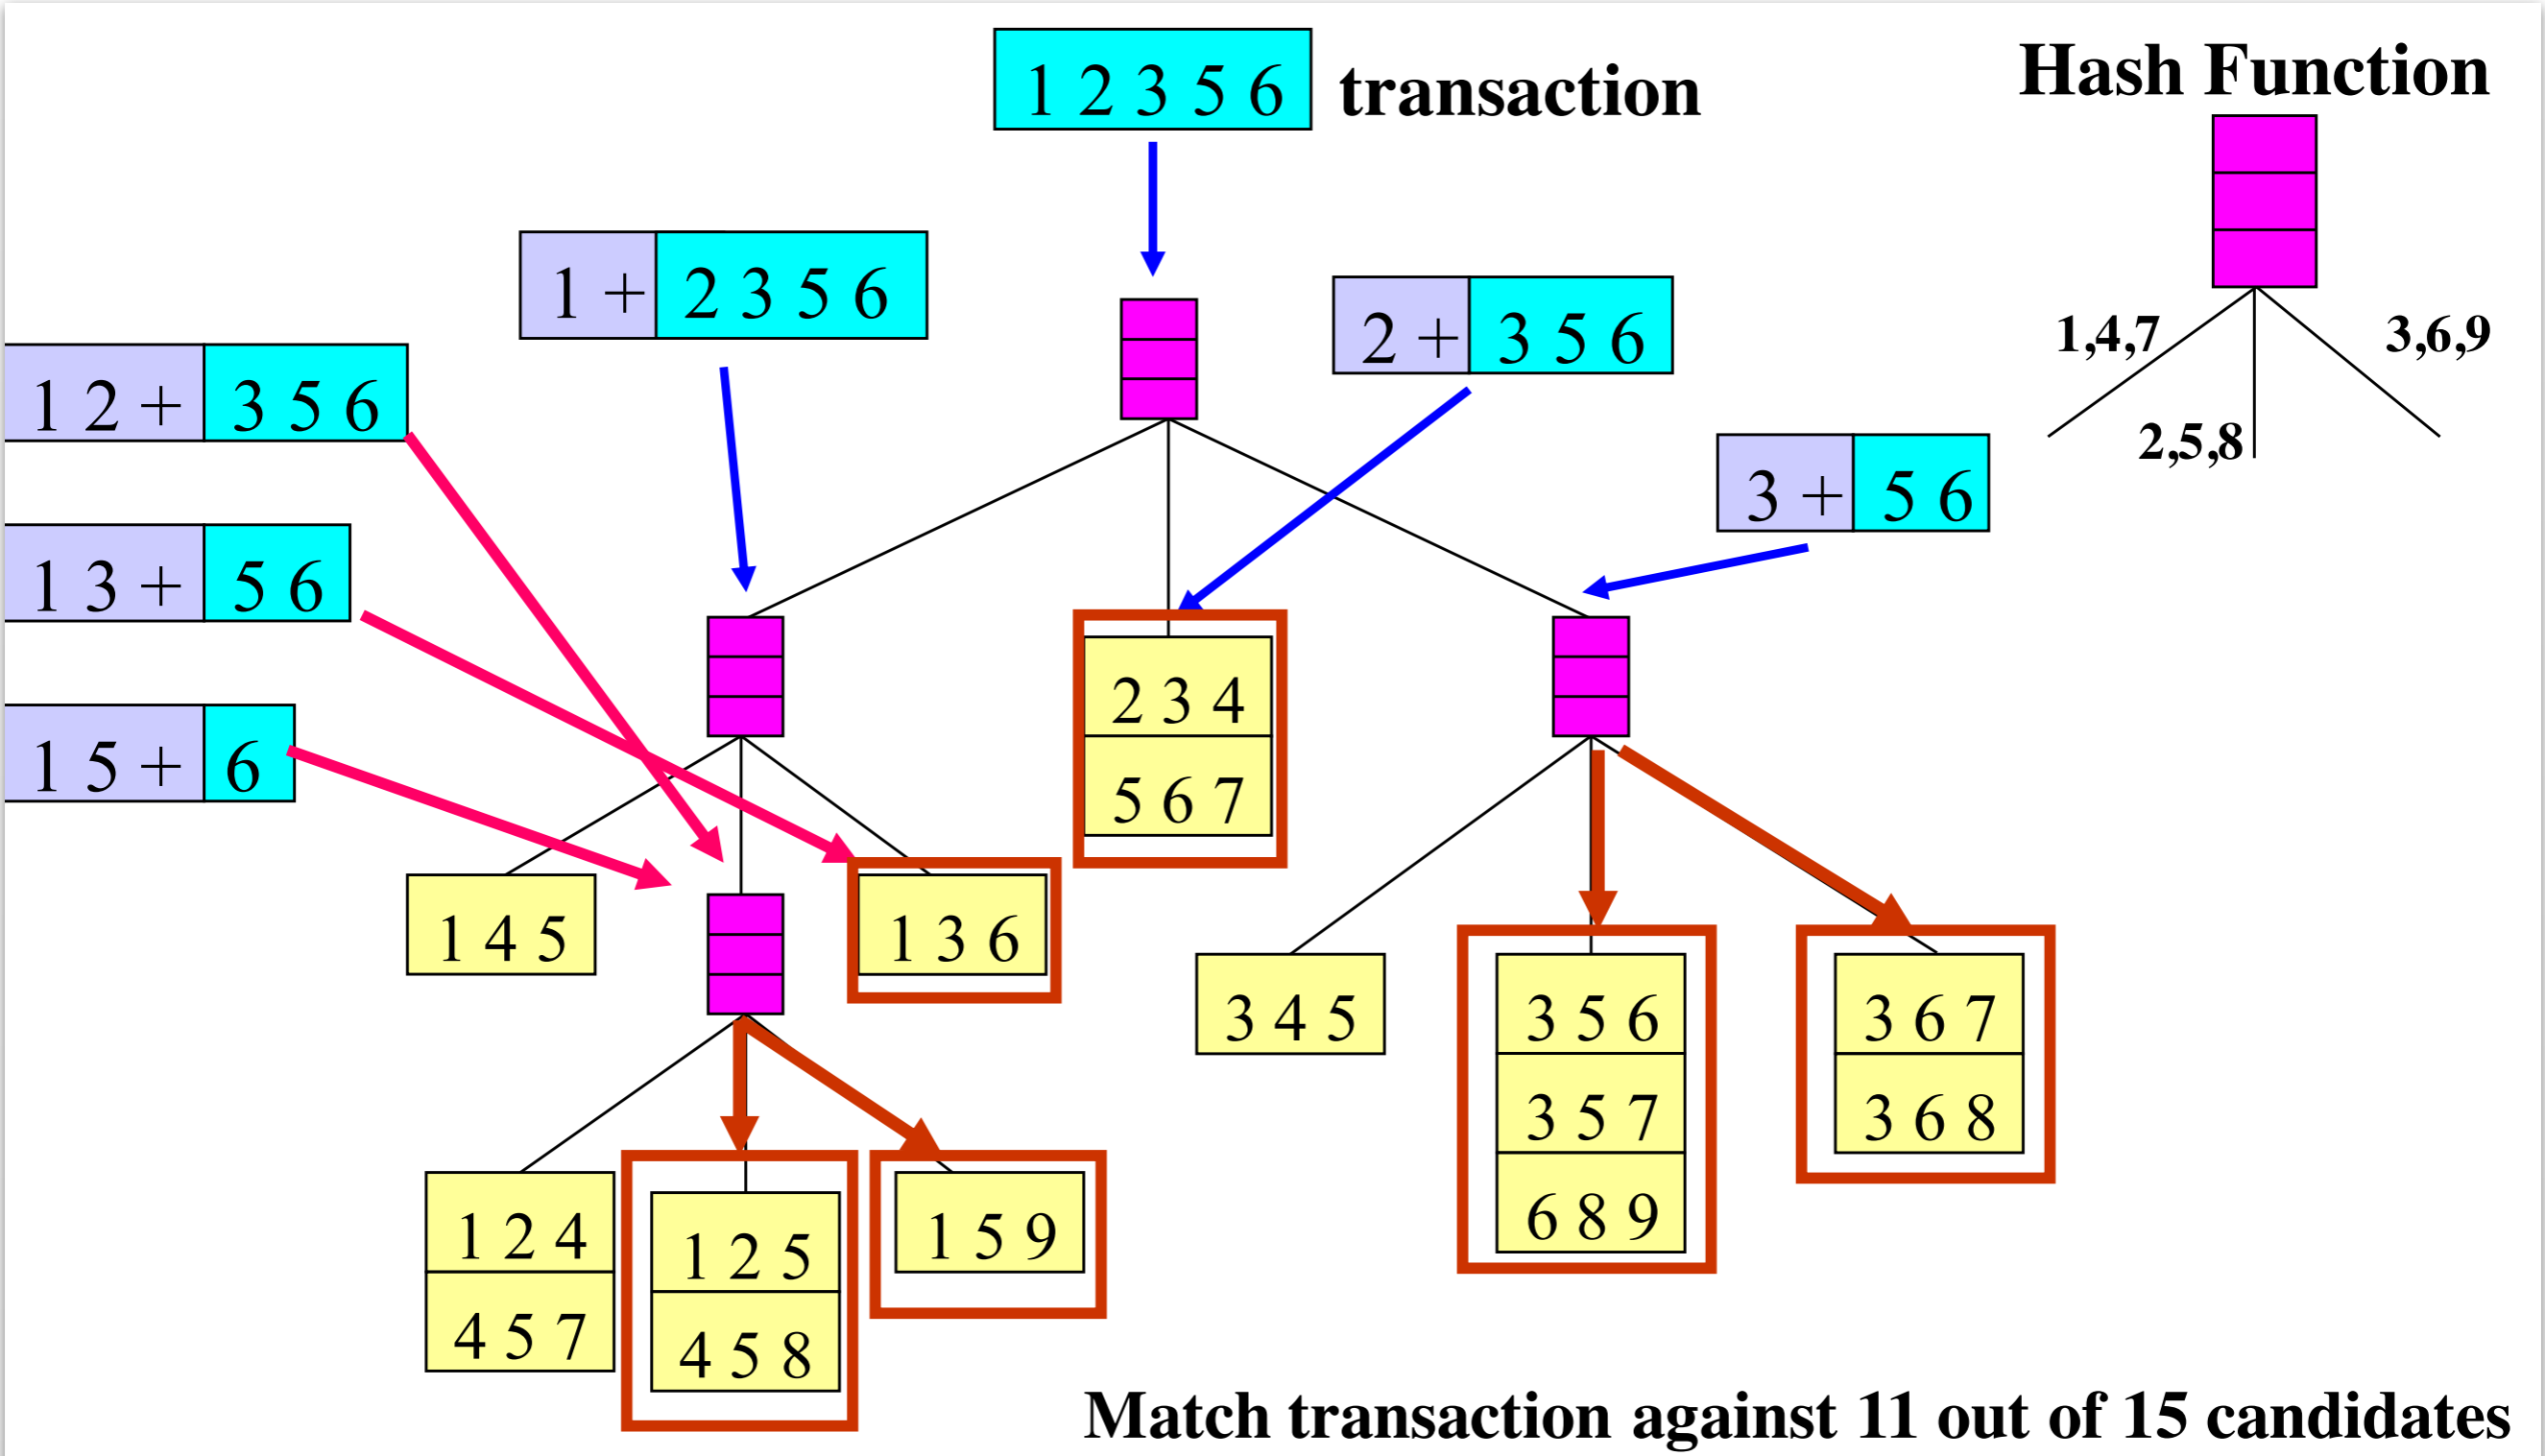 1 2 3 5 6 transaction
Hash Function
1 + 2 3 5 6
2 + 3 5 6
1,4,7
3,6,9
2,5,8
1 2 + 3 5 6
3 + 5 6
1 3 + 5 6
1 5 + 6
2 3 4
5 6 7
1 4 5
1 3 6
3 4 5
3 5 6
3 5 7
6 8 9
3 6 7
3 6 8
1 2 4
4 5 7
1 2 5
4 5 8
1 5 9
Match transaction against 11 out of 15 candidates